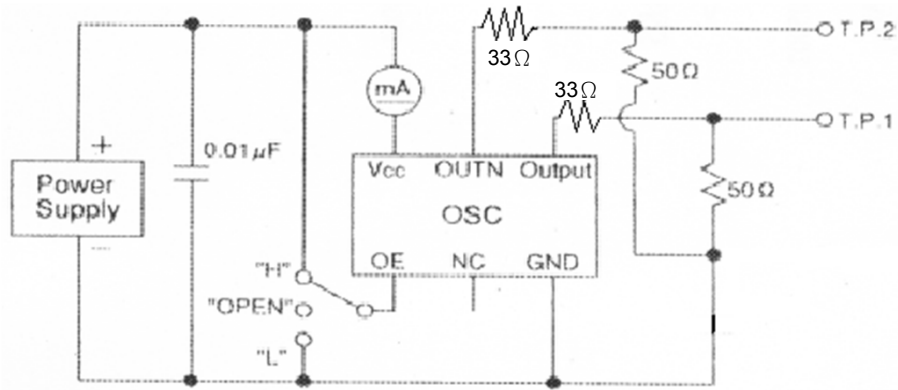 T.P.2
33Ω
50Ω
33Ω
T.P.1
mA
+
0.01μF
Vcc OUTN Output
Power
Supply
50Ω
OSC
−
OE NC GND
"H"
"OPEN"
"L"